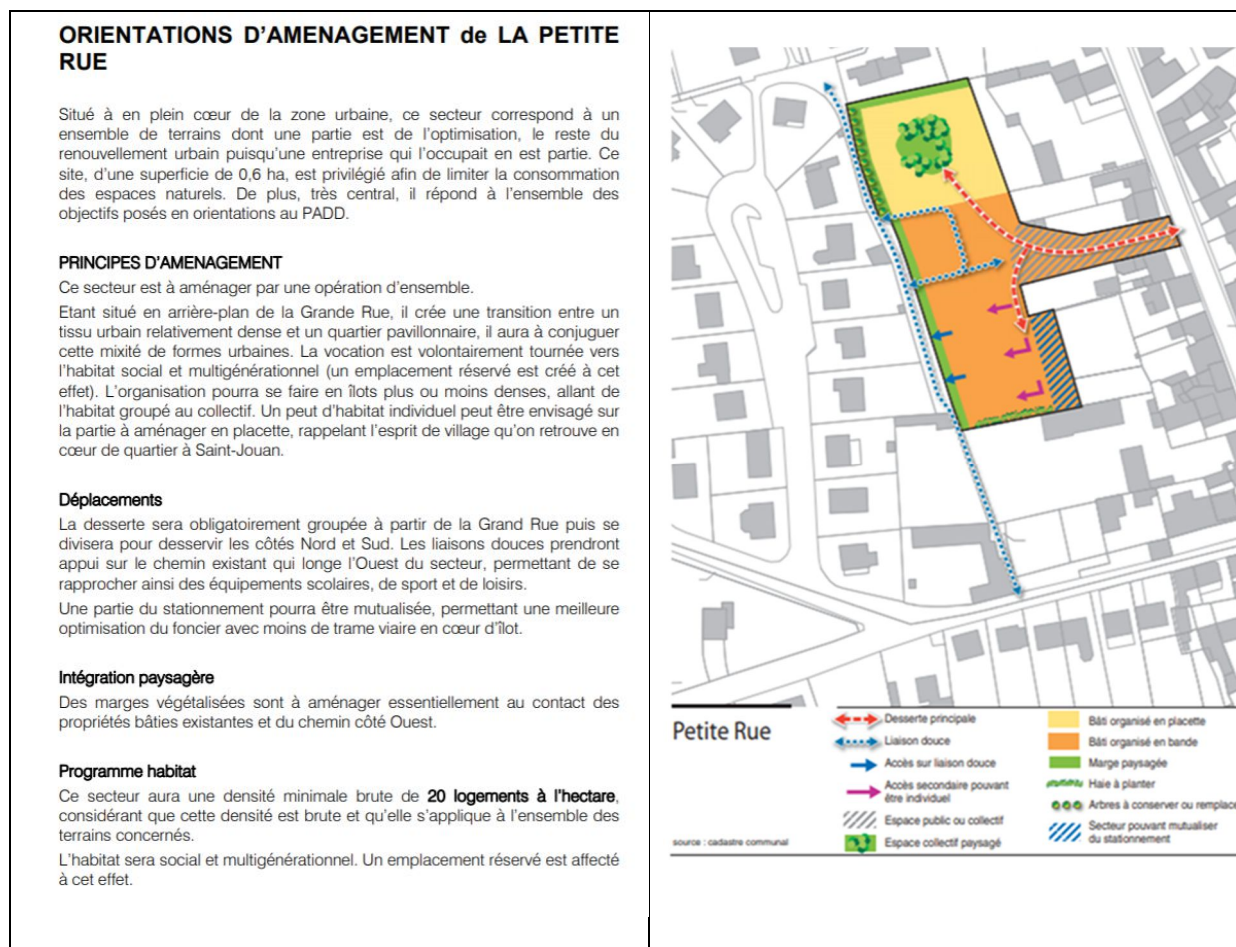 ORIENTATIONS D'AMENAGEMENT de LA PETITE
RUE
Situé à en plein cœur de la zone urbaine, ce secteur correspond à un
ensemble de terrains dont une partie est de l'optimisation, le reste du
renouvellement urbain puisqu'une entreprise qui l'occupait en est partie. Ce
site, d'une superficie de 0,6 ha, est privilégié afin de limiter la consommation
des espaces naturels. De plus, très central, il répond à l'ensemble des
objectifs posés en orientations au PADD.
PRINCIPES D'AMENAGEMENT
Ce secteur est à aménager par une opération d'ensemble.
Etant situé en arrière-plan de la Grande Rue, il crée une transition entre un
tissu urbain relativement dense et un quartier pavillonnaire, il aura à conjuguer
cette mixité de formes urbaines. La vocation est volontairement tournée vers
l'habitat social et multigénérationnel (un emplacement réservé est créé à cet
effet). L'organisation pourra se faire en îlots plus ou moins denses, allant de
l'habitat groupé au collectif. Un peut d'habitat individuel peut être envisagé sur
la partie à aménager en placette, rappelant l'esprit de village qu'on retrouve en
cœur de quartier à Saint-Jouan.
Déplacements
La desserte sera obligatoirement groupée à partir de la Grand Rue puis se
divisera pour desservir les côtés Nord et Sud. Les liaisons douces prendront
appui sur le chemin existant qui longe l'Ouest du secteur, permettant de se
rapprocher ainsi des équipements scolaires, de sport et de loisirs.
Une partie du stationnement pourra être mutualisée, permettant une meilleure
optimisation du foncier avec moins de trame viaire en cœur d'îlot.
Intégration paysagère
Des marges végétalisées sont à aménager essentiellement au contact des
propriétés bâties existantes et du chemin côté Ouest.
Programme habitat
Ce secteur aura une densité minimale brute de 20 logements à l'hectare,
considérant que cette densité est brute et qu'elle s'applique à l'ensemble des
terrains concernés.
L'habitat sera social et multigénérationnel. Un emplacement réservé est affecté
à cet effet.
Petite Rue
source : cadastre communal
Desserte principale
Liaison douce
Accès sur liaison douce
Accès secondaire pouvant
être individuel
Espace public ou collectif
Espace collectif paysagé
Bâti organisé en placette
Bâti organisé en bande
Marge paysagée
Haie à planter
Arbres à conserver ou remplace
Secteur pouvant mutualiser
du stationnement